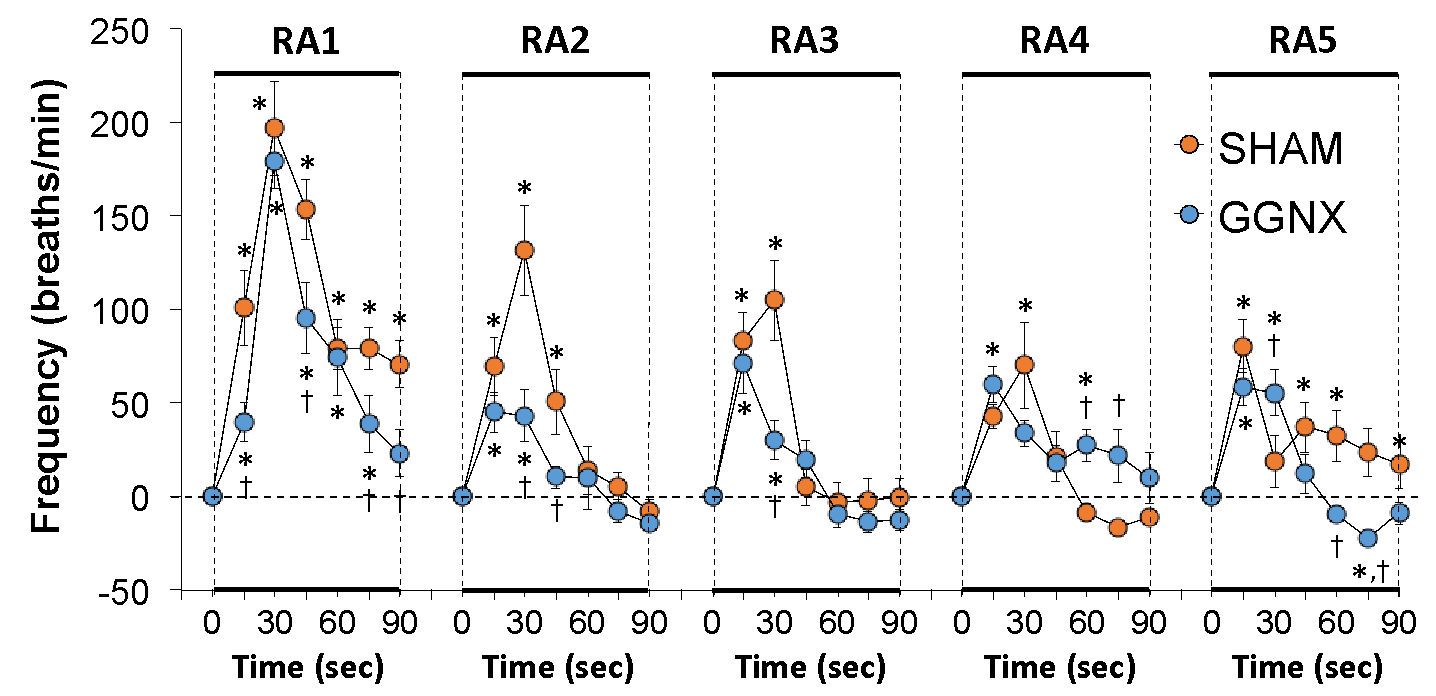 RA1 RA2 RA3 RA4 RA5
250
200
150
100
50
0
-50
Frequency (breaths/min)
SHAM
GGNX
* * * * * * *
* † * * † * * † †
* * * * * † †
* * * * †
* * * † †
* * † * * * * † *,†
0 30 60 90 0 30 60 90 0 30 60 90 0 30 60 90 0 30 60 90
Time (sec) Time (sec) Time (sec) Time (sec) Time (sec)